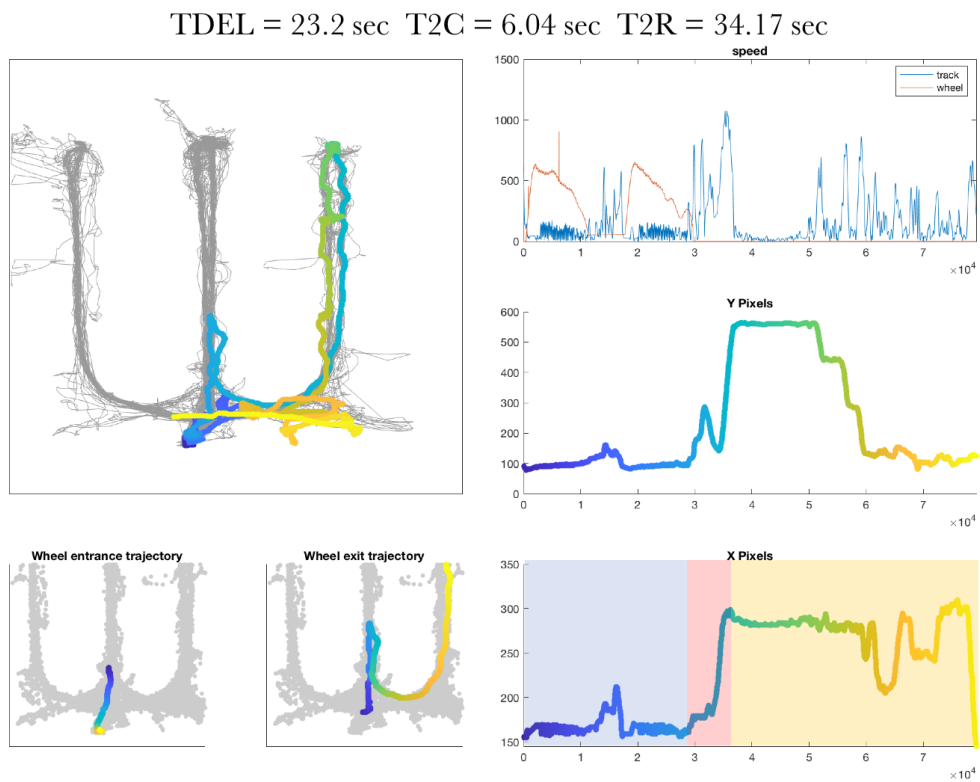 TDEL = 23.2 sec T2C = 6.04 sec T2R = 34.17 sec
speed
1500
1000
500
0
track
wheel
0 1 2 3 4 5 6 7 8
×10⁴
Y Pixels
600
500
400
300
200
100
0
0 1 2 3 4 5 6 7
×10⁴
Wheel entrance trajectory
Wheel exit trajectory
X Pixels
350
300
250
200
150
0 1 2 3 4 5 6 7
×10⁴